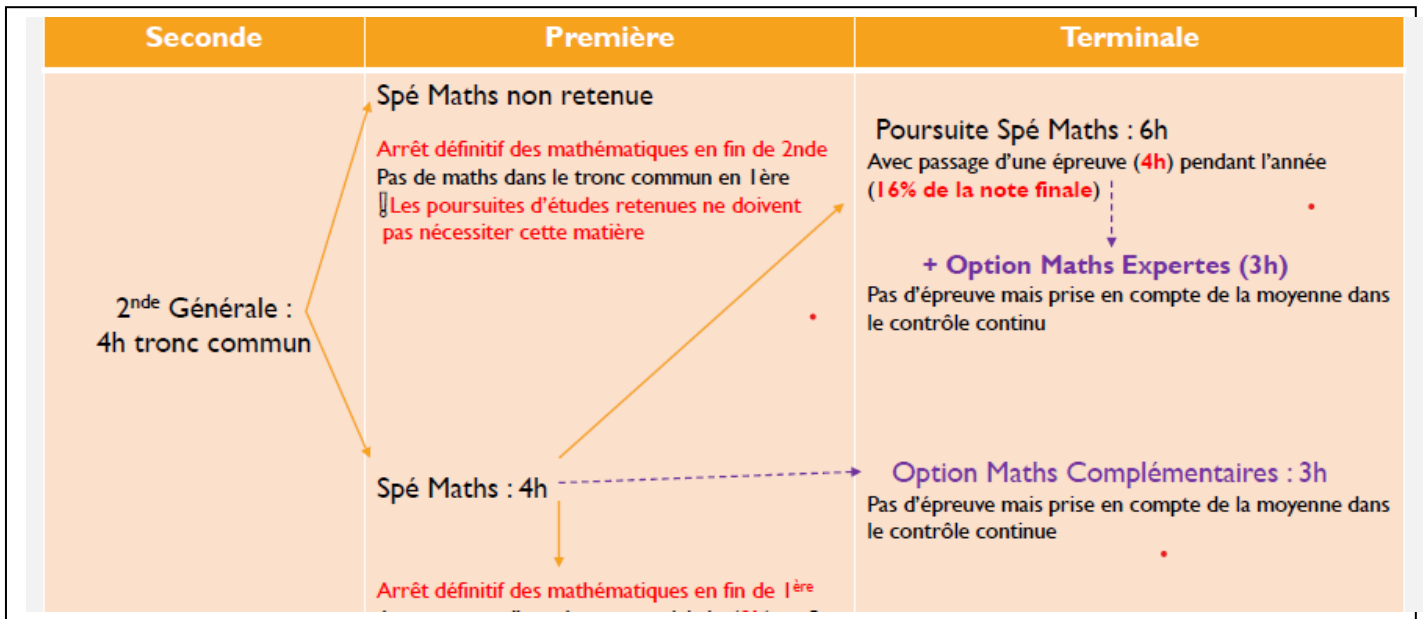 Seconde
Première
Terminale
2nde Générale :
4h tronc commun
Spé Maths non retenue
Arrêt définitif des mathématiques en fin de 2nde
Pas de maths dans le tronc commun en 1ère
!Les poursuites d'études retenues ne doivent
pas nécessiter cette matière
Spé Maths : 4h
Arrêt définitif des mathématiques en fin de 1ère
Poursuite Spé Maths : 6h
Avec passage d'une épreuve (4h) pendant l'année
(16% de la note finale)
+ Option Maths Expertes (3h)
Pas d'épreuve mais prise en compte de la moyenne dans
le contrôle continu
Option Maths Complémentaires : 3h
Pas d'épreuve mais prise en compte de la moyenne dans
le contrôle continue